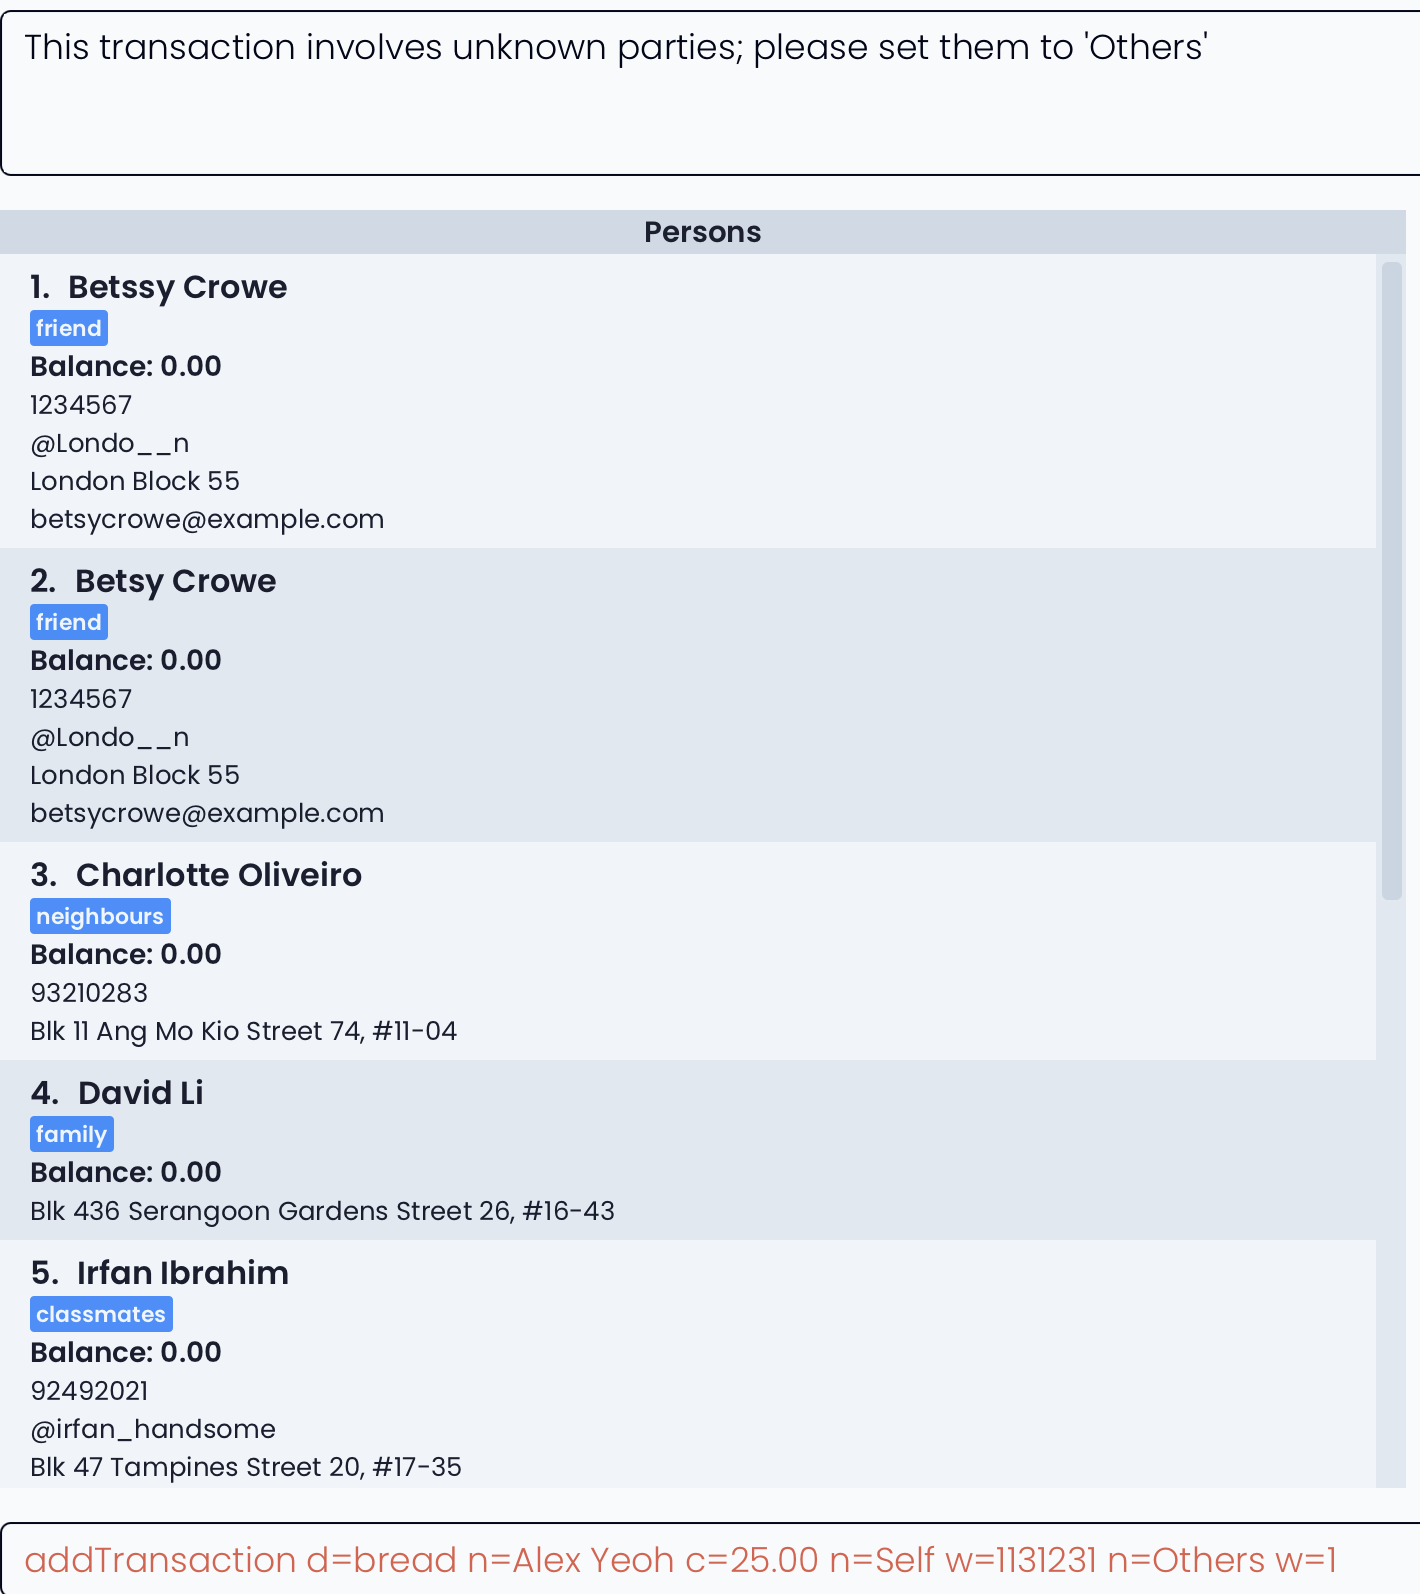 This transaction involves unknown parties; please set them to 'Others'
Persons
1. Betssy Crowe
friend
Balance: 0.00
1234567
@Londo__n
London Block 55
betsycrowe@example.com
2. Betsy Crowe
friend
Balance: 0.00
1234567
@Londo__n
London Block 55
betsycrowe@example.com
3. Charlotte Oliveiro
neighbours
Balance: 0.00
93210283
Blk 11 Ang Mo Kio Street 74, #11-04
4. David Li
family
Balance: 0.00
Blk 436 Serangoon Gardens Street 26, #16-43
5. Irfan Ibrahim
classmates
Balance: 0.00
92492021
@irfan_handsome
Blk 47 Tampines Street 20, #17-35
addTransaction d=bread n=Alex Yeoh c=25.00 n=Self w=1131231 n=Others w=1